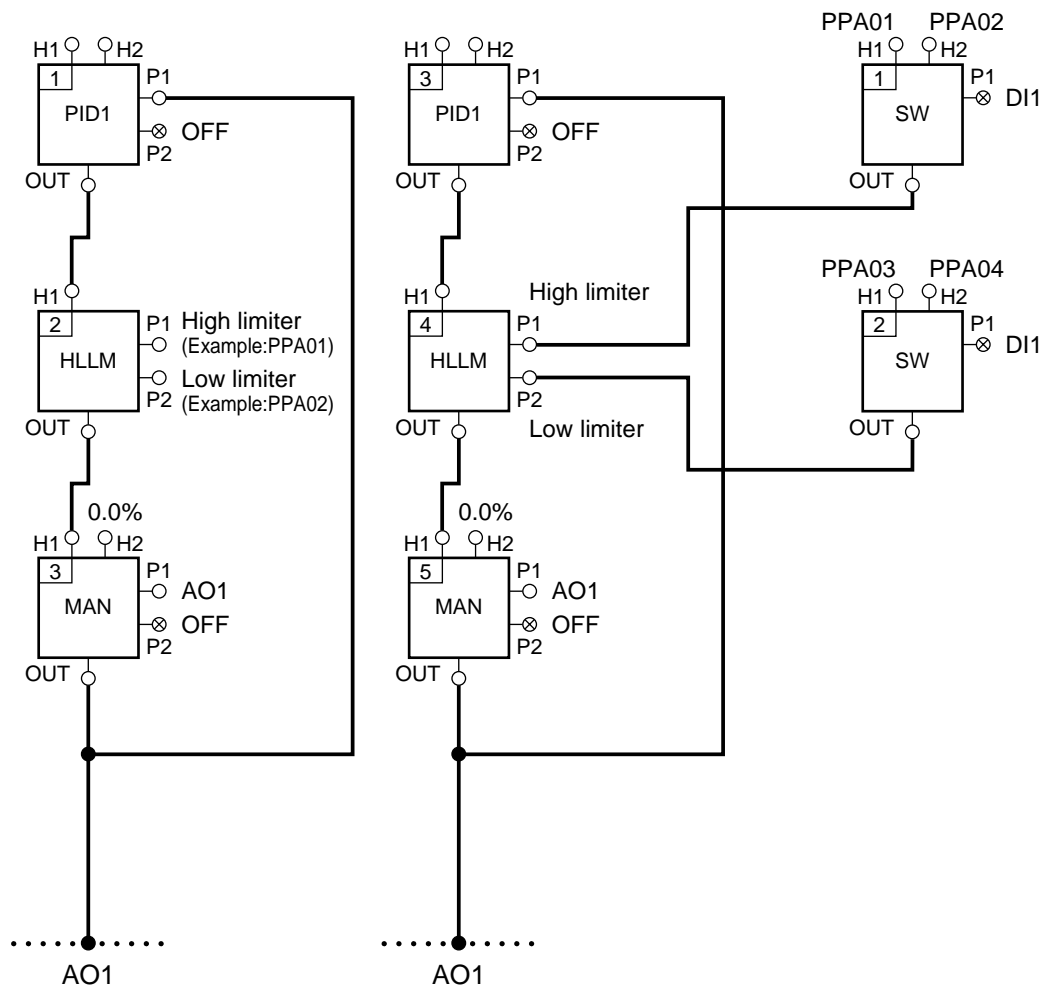 H1 H2
1 P1
PID1
OFF
P2
OUT
H1
2 P1 High limiter
(Example:PPA01)
HLLM
Low limiter
P2 (Example:PPA02)
OUT
0.0%
H1 H2
3 P1
AO1
MAN
OFF
P2
OUT
AO1
H1 H2
3 P1
PID1
OFF
P2
OUT
H1 High limiter
4 P1
HLLM
P2
OUT Low limiter
0.0%
H1 H2
5 P1
AO1
MAN
OFF
P2
OUT
AO1
PPA01 PPA02
H1 H2
1 P1
DI1
SW
OUT
PPA03 PPA04
H1 H2
2 P1
DI1
SW
OUT